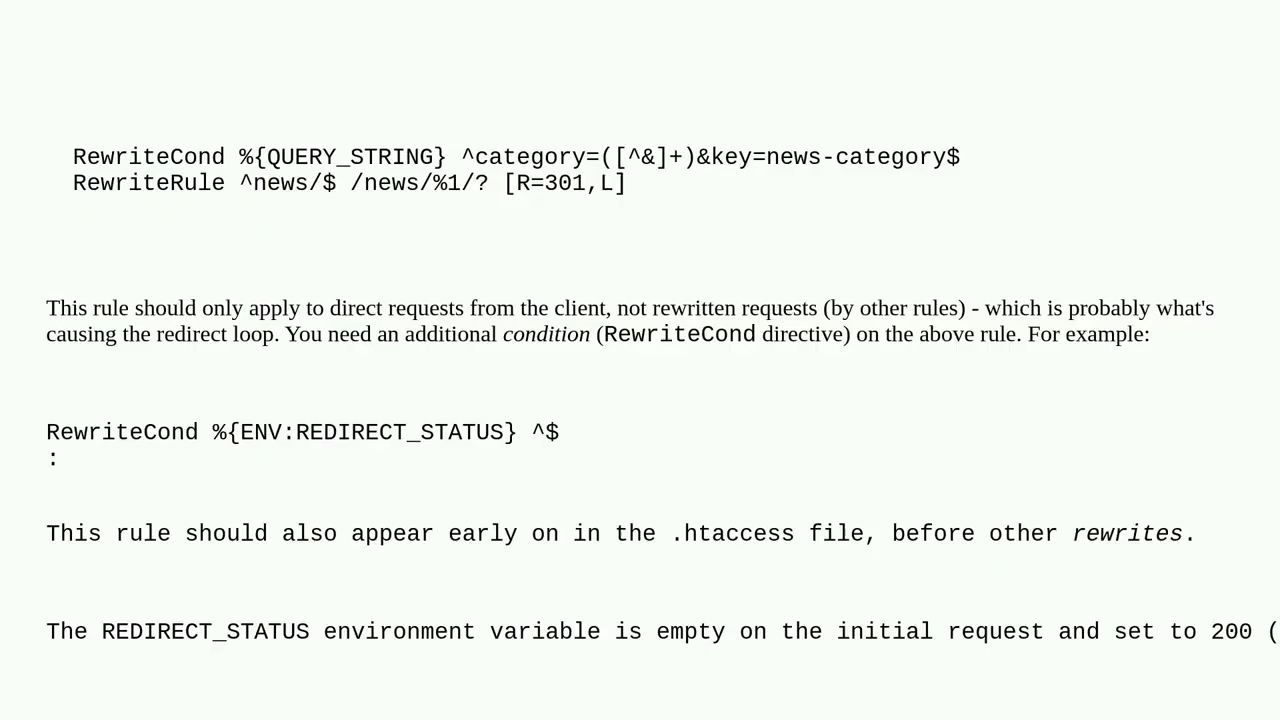 RewriteCond %{QUERY_STRING} ^category=([^&]+)&key=news-category$
RewriteRule ^news/$ /news/%1/? [R=301,L]
This rule should only apply to direct requests from the client, not rewritten requests (by other rules) - which is probably what's
causing the redirect loop. You need an additional condition (RewriteCond directive) on the above rule. For example:
RewriteCond %{ENV:REDIRECT_STATUS} ^$
:
This rule should also appear early on in the .htaccess file, before other rewrites.
The REDIRECT_STATUS environment variable is empty on the initial request and set to 200 (